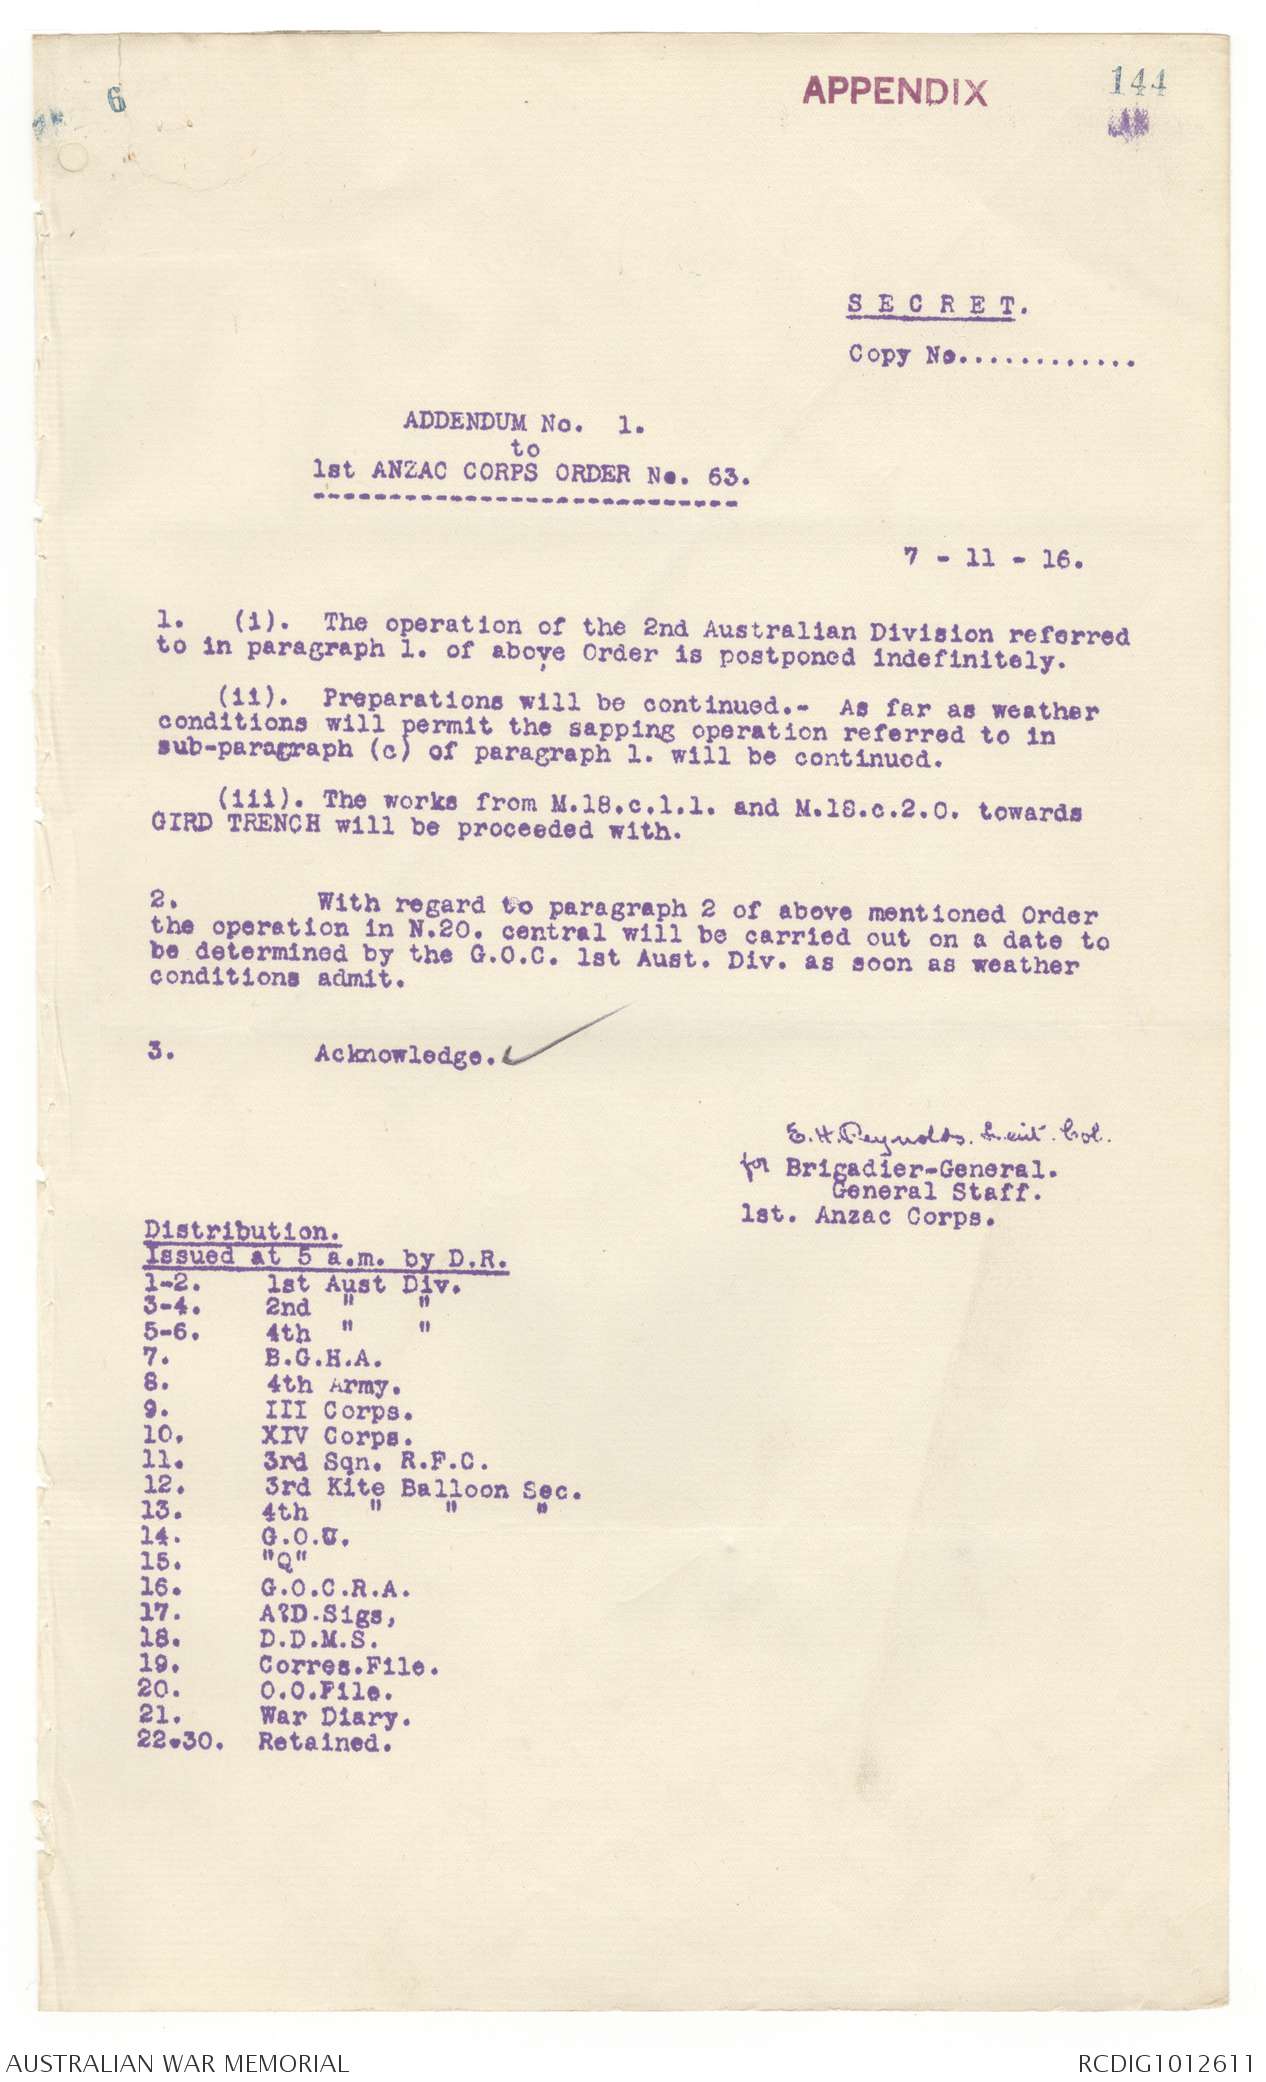 6
APPENDIX
144
S E C R E T.
Copy No............
ADDENDUM No. 1.
to
1st ANZAC CORPS ORDER No. 63.
----------------------------
7 - 11 - 16.
1. (i). The operation of the 2nd Australian Division referred
to in paragraph 1. of above Order is postponed indefinitely.
(ii). Preparations will be continued.- As far as weather
conditions will permit the sapping operation referred to in
sub-paragraph (c) of paragraph 1. will be continued.
(iii). The works from M.18.c.1.1. and M.18.c.2.0. towards
GIRD TRENCH will be proceeded with.
2. With regard to paragraph 2 of above mentioned Order
the operation in N.20. central will be carried out on a date to
be determined by the G.O.C. 1st Aust. Div. as soon as weather
conditions admit.
3. Acknowledge.
E.H.Reynolds. Leiut. Col.
for Brigadier-General.
General Staff.
1st. Anzac Corps.
Distribution.
Issued at 5 a.m. by D.R.
1-2. 1st Aust Div.
3-4. 2nd " "
5-6. 4th " "
7. B.G.H.A.
8. 4th Army.
9. III Corps.
10. XIV Corps.
11. 3rd Sqn. R.F.C.
12. 3rd Kite Balloon Sec.
13. 4th " " "
14. G.O.C.
15. "Q"
16. G.O.C.R.A.
17. A?D.Sigs,
18. D.D.M.S.
19. Corres.File.
20. O.O.File.
21. War Diary.
22.30. Retained.
AUSTRALIAN WAR MEMORIAL
RCDIG1012611